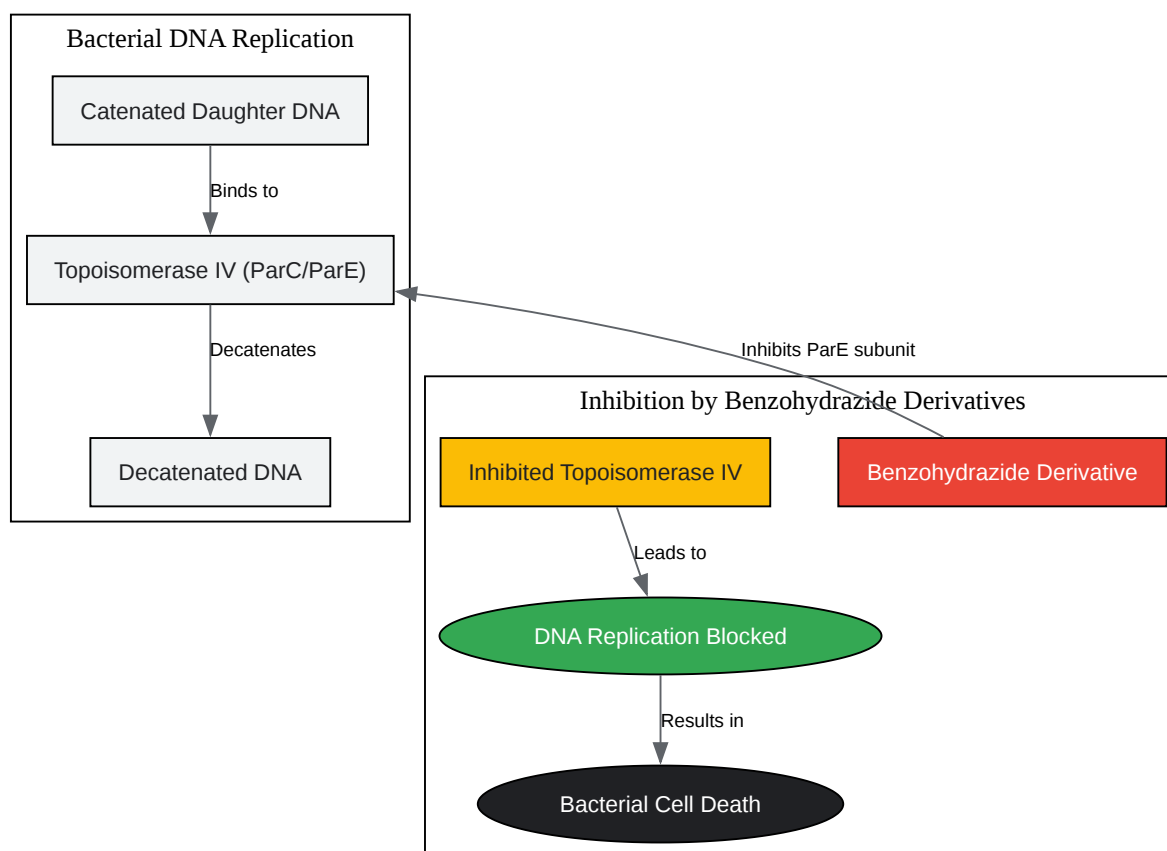 Bacterial DNA Replication
Catenated Daughter DNA
Binds to
Topoisomerase IV (ParC/ParE)
Decatenates
Inhibits ParE subunit
Decatenated DNA
Inhibition by Benzohydrazide Derivatives
Inhibited Topoisomerase IV
Benzohydrazide Derivative
Leads to
DNA Replication Blocked
Results in
Bacterial Cell Death